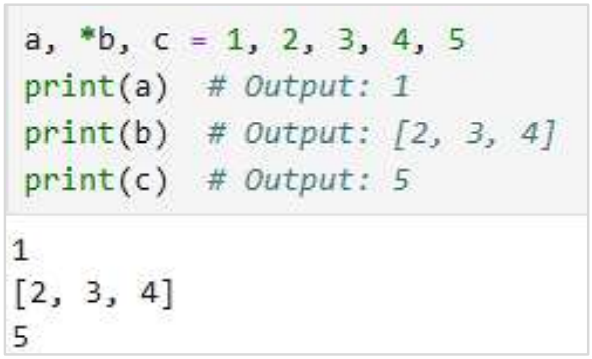 a, *b, c = 1, 2, 3, 4, 5
print(a)  # Output: 1
print(b)  # Output: [2, 3, 4]
print(c)  # Output: 5
1
[2, 3, 4]
5